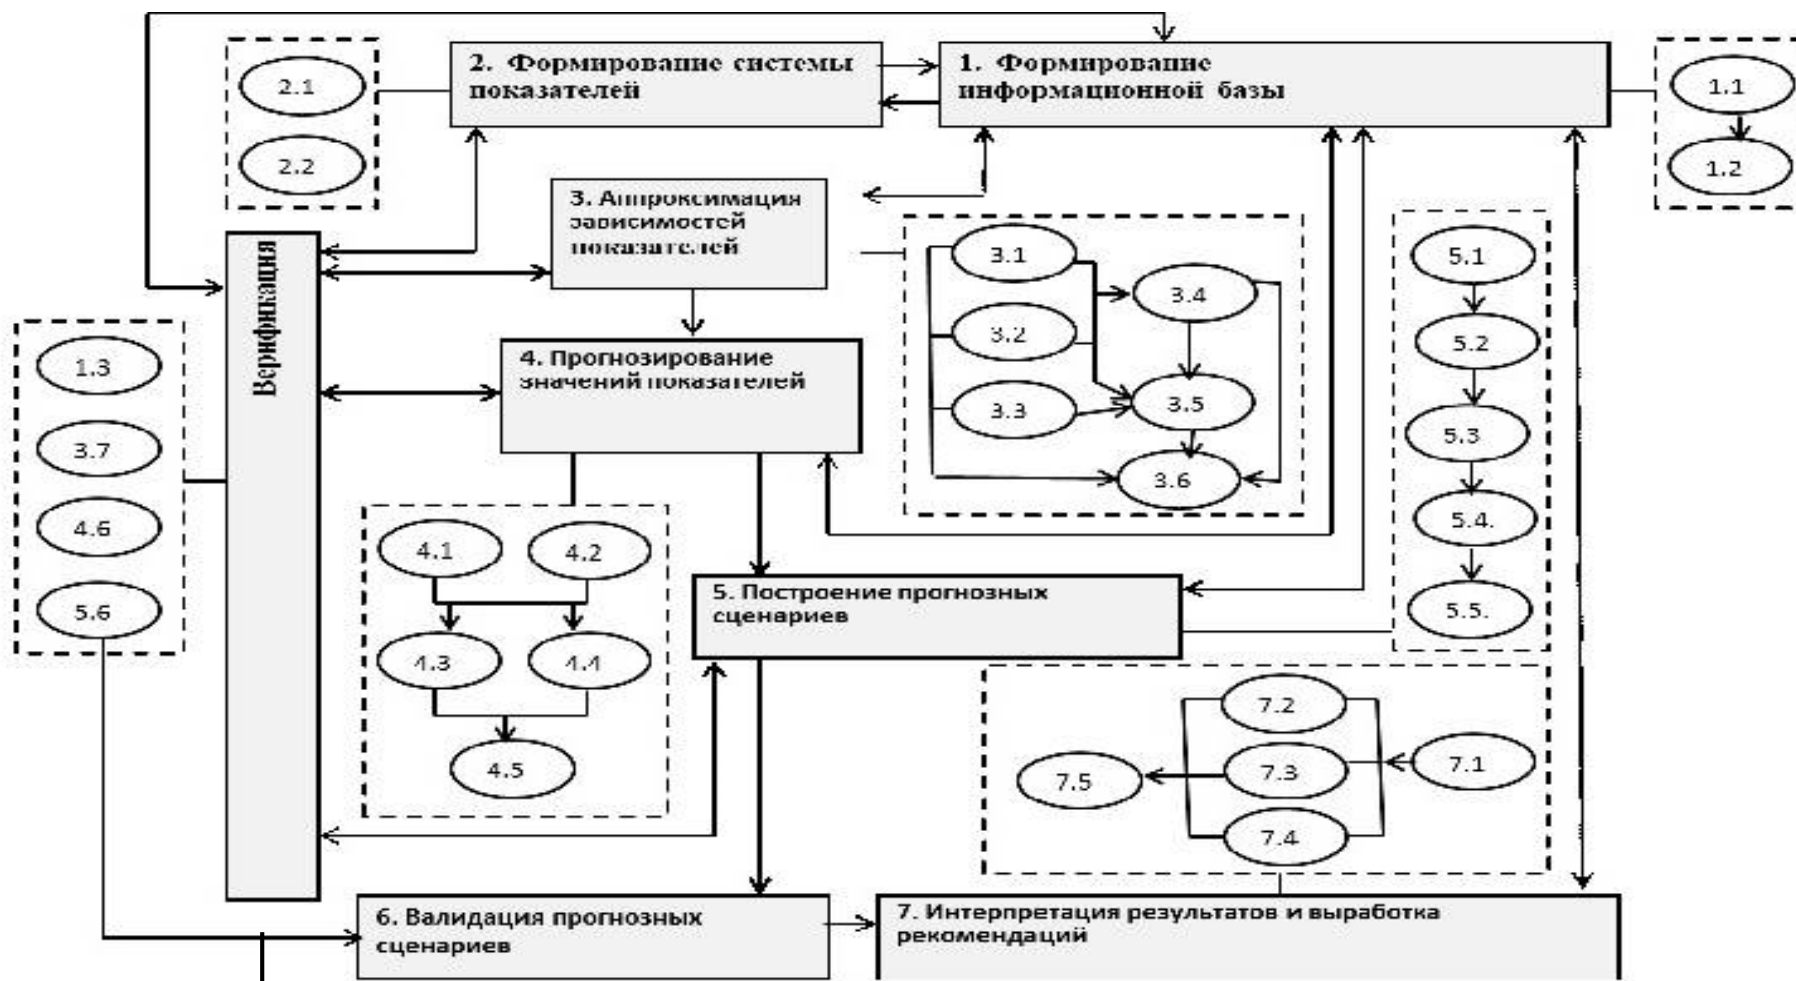 2. Формирование системы
показателей
1. Формирование
информационной базы
2.1
2.2
1.1
1.2
3. Аппроксимация
зависимостей
показателей
Верификация
3.1
3.2
3.3
3.4
3.5
3.6
5.1
5.2
5.3
5.4.
5.5.
1.3
3.7
4.6
5.6
4. Прогнозирование
значений показателей
4.1
4.2
4.3
4.4
4.5
5. Построение прогнозных
сценариев
7.2
7.3
7.4
7.1
7.5
6. Валидация прогнозных
сценариев
7. Интерпретация результатов и выработка
рекомендаций